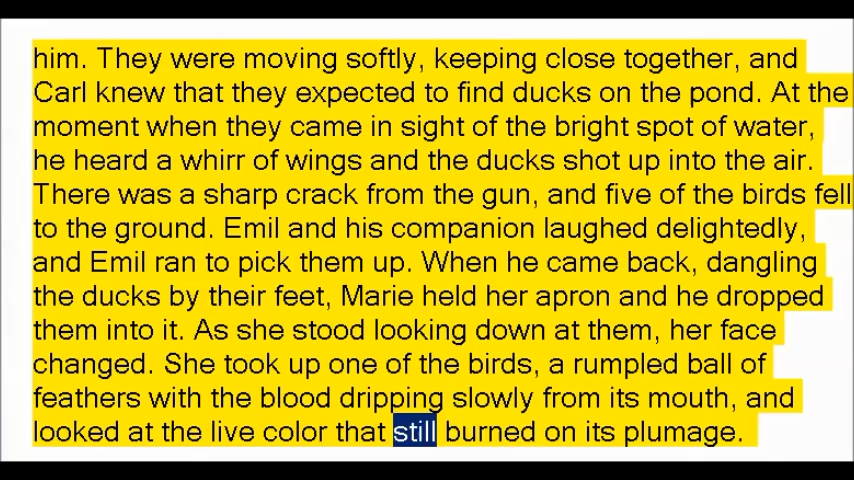 him. They were moving softly, keeping close together, and
Carl knew that they expected to find ducks on the pond. At the
moment when they came in sight of the bright spot of water,
he heard a whirr of wings and the ducks shot up into the air.
There was a sharp crack from the gun, and five of the birds fell
to the ground. Emil and his companion laughed delightedly,
and Emil ran to pick them up. When he came back, dangling
the ducks by their feet, Marie held her apron and he dropped
them into it. As she stood looking down at them, her face
changed. She took up one of the birds, a rumpled ball of
feathers with the blood dripping slowly from its mouth, and
looked at the live color that still burned on its plumage.